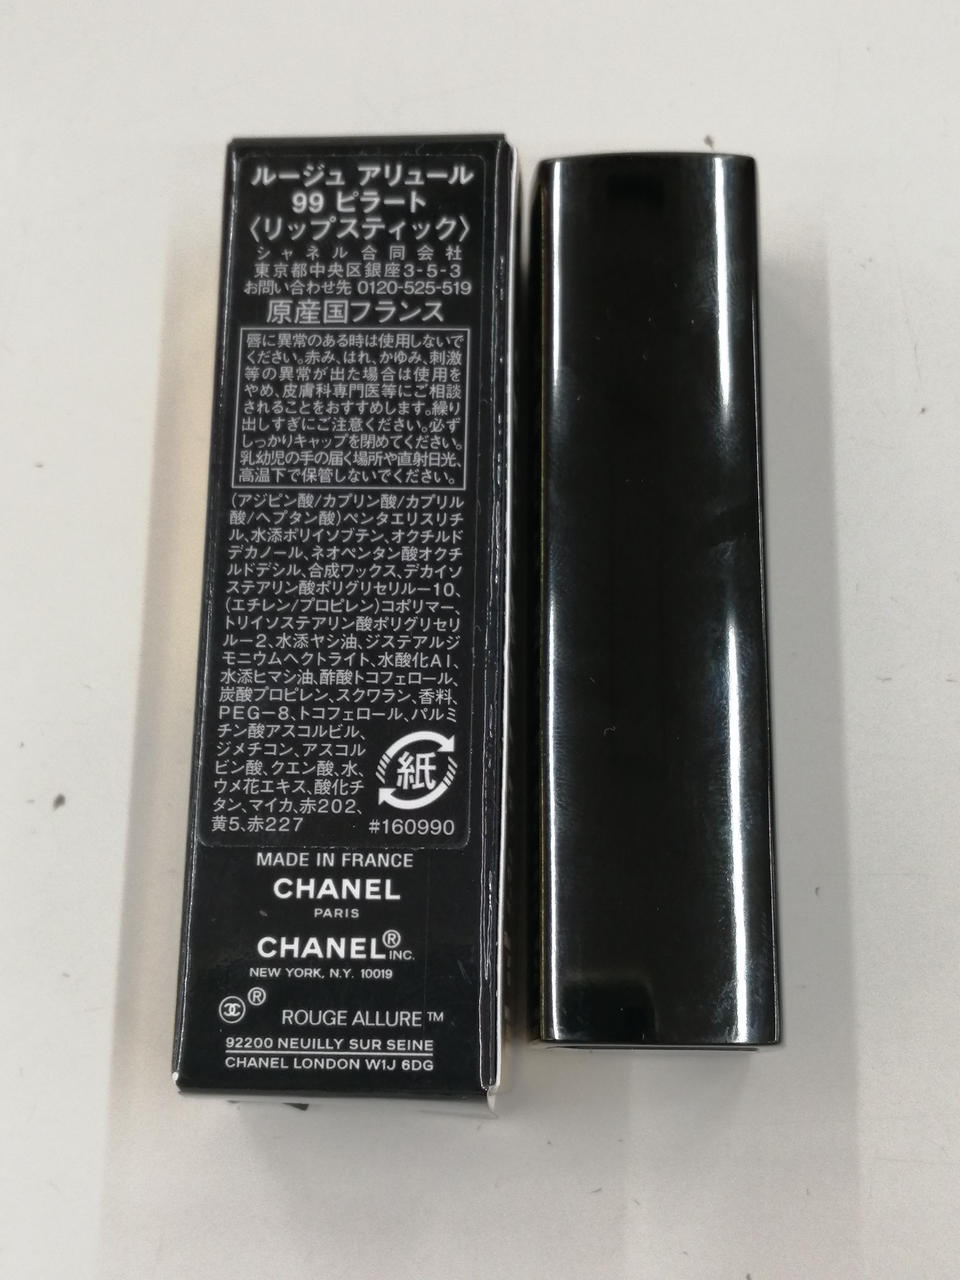 ルージュ アリュール
99 ピラート
〈リップスティック〉
シャネル合同会社
東京都中央区銀座3-5-3
お問い合わせ先 0120-525-519
原産国フランス
唇に異常のある時は使用しないで
ください。赤み、はれ、かゆみ、刺激
等の異常が出た場合は使用を
やめ、皮膚科専門医等にご相談
されることをおすすめします。繰り
出しすぎにご注意ください。必ず
しっかりキャップを閉めてください。
乳幼児の手の届く場所や直射日光、
高温下で保管しないでください。
(アジピン酸/カプリン酸/カプリル
酸/ヘプタン酸)ペンタエリスリチ
ル、水添ポリイソブテン、オクチルド
デカノール、ネオペンタン酸オクチ
ルドデシル、合成ワックス、デカイソ
ステアリン酸ポリグリセリルー10、
(エチレン/プロピレン)コポリマー、
トリイソステアリン酸ポリグリセリ
ルー2、水添ヤシ油、ジステアルジ
モニウムヘクトライト、水酸化Al、
水添ヒマシ油、酢酸トコフェロール、
炭酸プロピレン、スクワラン、香料、
PEG－8、トコフェロール、パルミ
チン酸アスコルビル、
ジメチコン、アスコル
ビン酸、クエン酸、水、
ウメ花エキス、酸化チ
タン、マイカ、赤202、
黄5、赤227
紙
#160990
MADE IN FRANCE
CHANEL
PARIS
CHANEL® INC.
NEW YORK, N.Y. 10019
® ROUGE ALLURE™
92200 NEUILLY SUR SEINE
CHANEL LONDON W1J 6DG